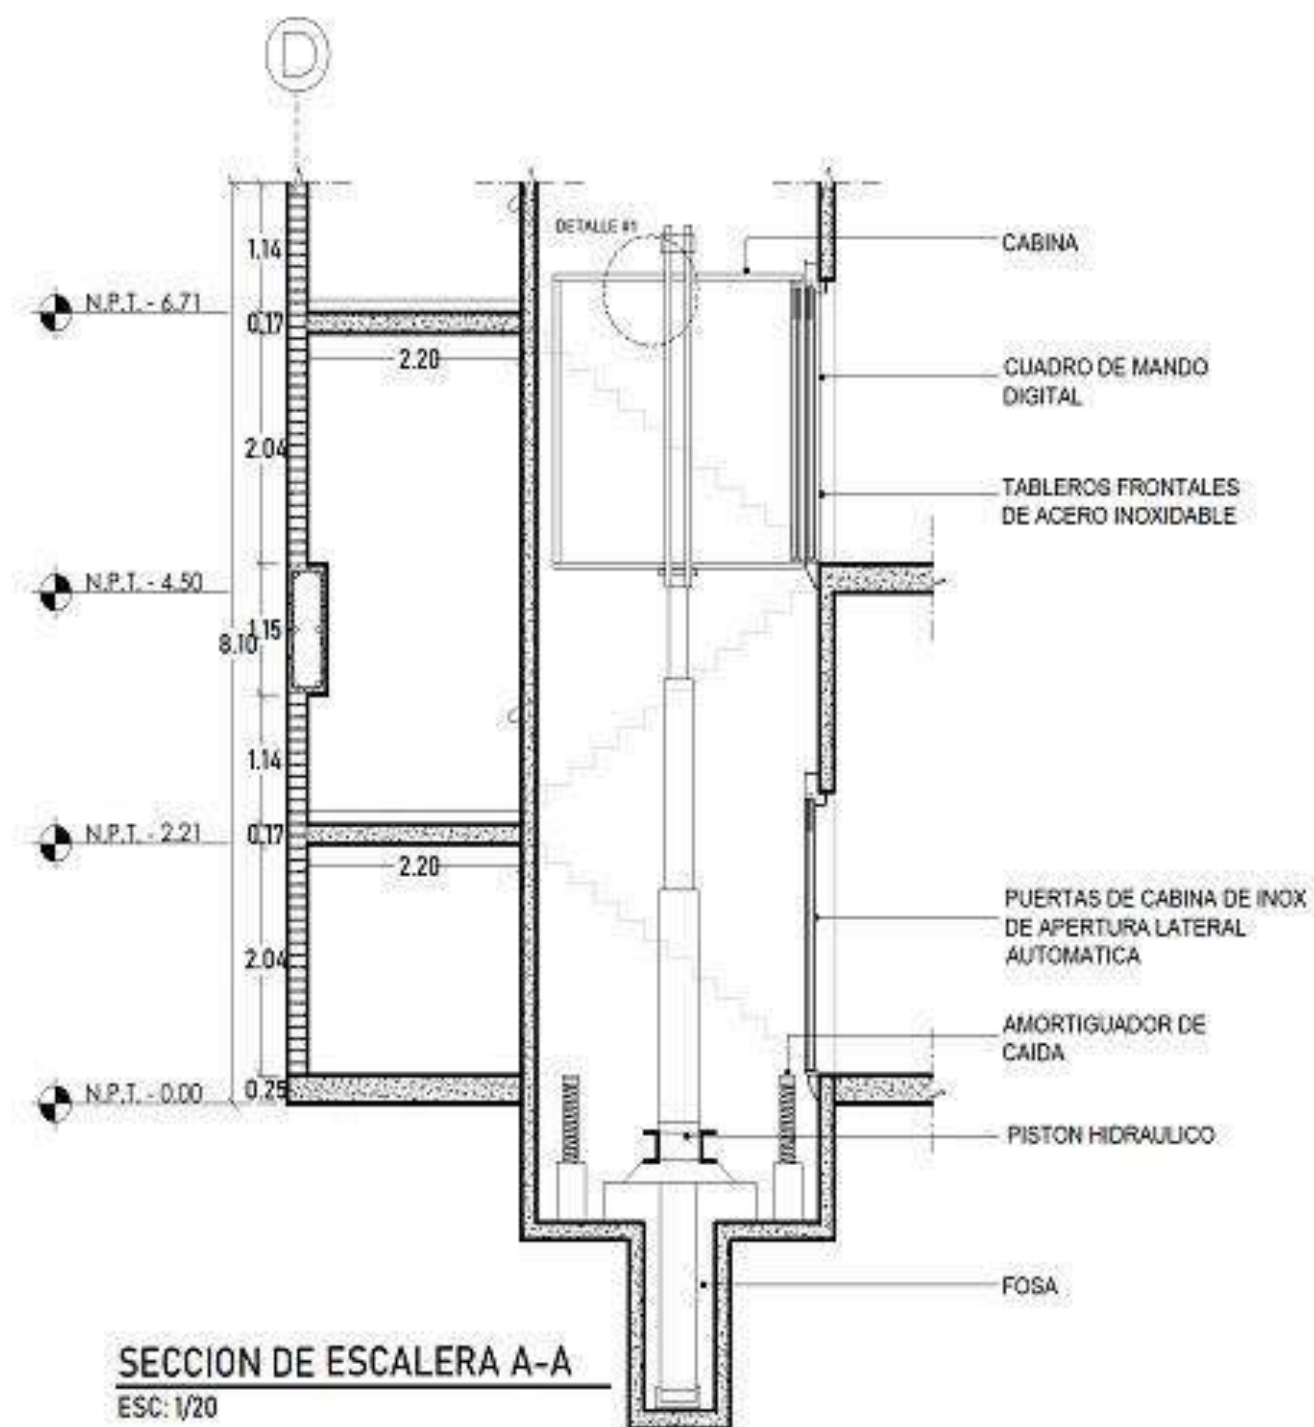 D
DETALLE #1
CABINA
1.14
N.P.T. - 6.71
0.17
2.20
CUADRO DE MANDO
DIGITAL
2.04
TABLEROS FRONTALES
DE ACERO INOXIDABLE
N.P.T. - 4.50
1.15
8.10
1.14
N.P.T. - 2.21
0.17
2.20
PUERTAS DE CABINA DE INOX
DE APERTURA LATERAL
AUTOMATICA
2.04
AMORTIGUADOR DE
CAIDA
N.P.T. - 0.00
0.25
PISTON HIDRAULICO
FOSA
SECCION DE ESCALERA A-A
ESC: 1/20